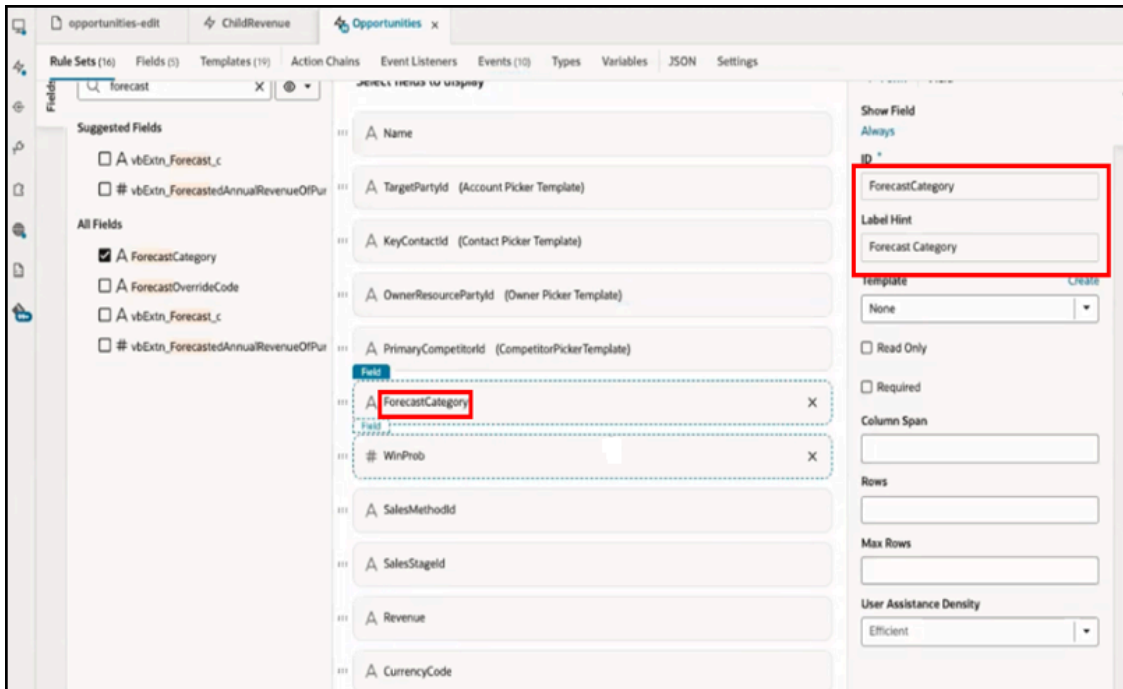 opportunities-edit ChildRevenue Opportunities x
Rule Sets (16) Fields (5) Templates (19) Action Chains Event Listeners Events (10) Types Variables JSON Settings
Fields
forecast
Suggested Fields
A vbExtn_Forecast_c
# vbExtn_ForecastedAnnualRevenueOfPur
All Fields
A ForecastCategory
A ForecastOverrideCode
A vbExtn_Forecast_c
# vbExtn_ForecastedAnnualRevenueOfPur
Select fields to display
A Name
A TargetPartyId (Account Picker Template)
A KeyContactId (Contact Picker Template)
A OwnerResourcePartyId (Owner Picker Template)
A PrimaryCompetitorId (CompetitorPickerTemplate)
Field
A ForecastCategory
Field
# WinProb
A SalesMethodId
A SalesStageId
A Revenue
A CurrencyCode
Show Field
Always
ID *
ForecastCategory
Label Hint
Forecast Category
Template Create
None
Read Only
Required
Column Span
Rows
Max Rows
User Assistance Density
Efficient